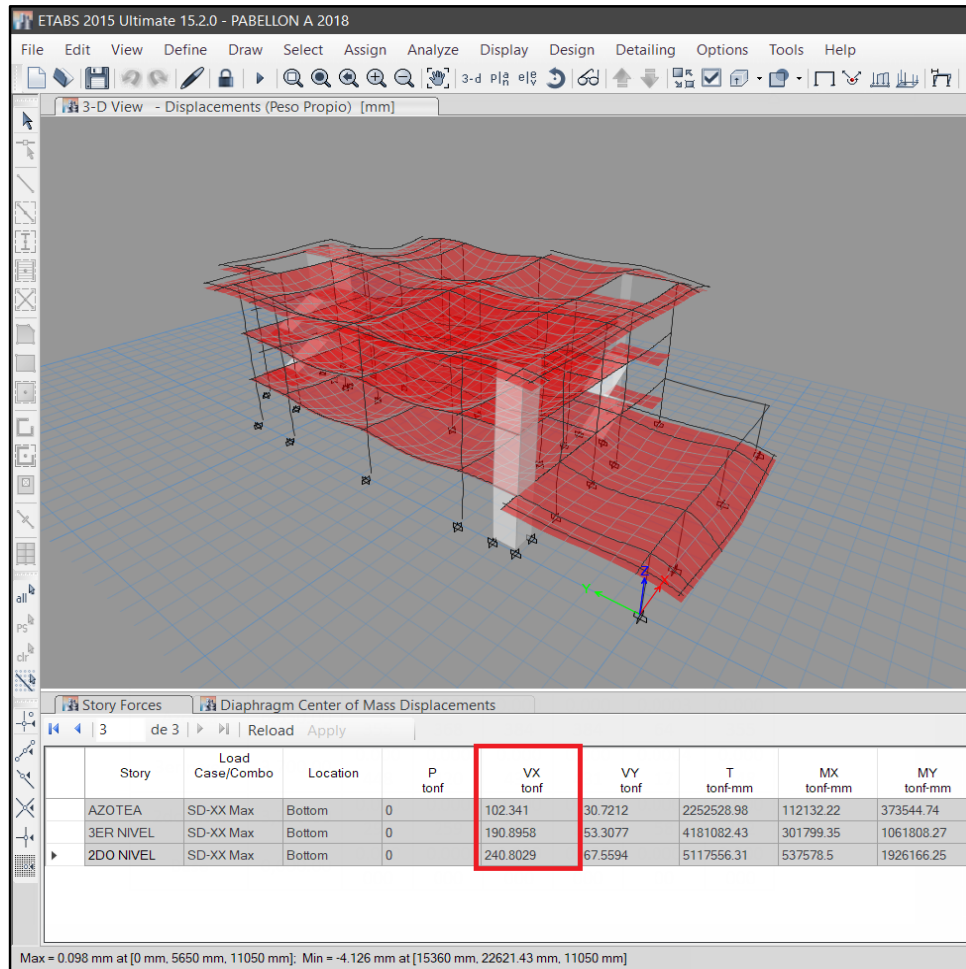 ETABS 2015 Ultimate 15.2.0 - PABELLON A 2018
File Edit View Define Draw Select Assign Analyze Display Design Detailing Options Tools Help
3-d
3-D View - Displacements (Peso Propio) [mm]
all
PS
clr
Z
X
Y
Story Forces Diaphragm Center of Mass Displacements
3 de 3 Reload Apply
Story Load Case/Combo Location P tonf VX tonf VY tonf T tonf-mm MX tonf-mm MY tonf-mm
AZOTEA SD-XX Max Bottom 0 102.341 30.7212 2252528.98 112132.22 373544.74
3ER NIVEL SD-XX Max Bottom 0 190.8958 53.3077 4181082.43 301799.35 1061808.27
2DO NIVEL SD-XX Max Bottom 0 240.8029 67.5594 5117556.31 537578.5 1926166.25
Max = 0.098 mm at [0 mm, 5650 mm, 11050 mm]; Min = -4.126 mm at [15360 mm, 22621.43 mm, 11050 mm]